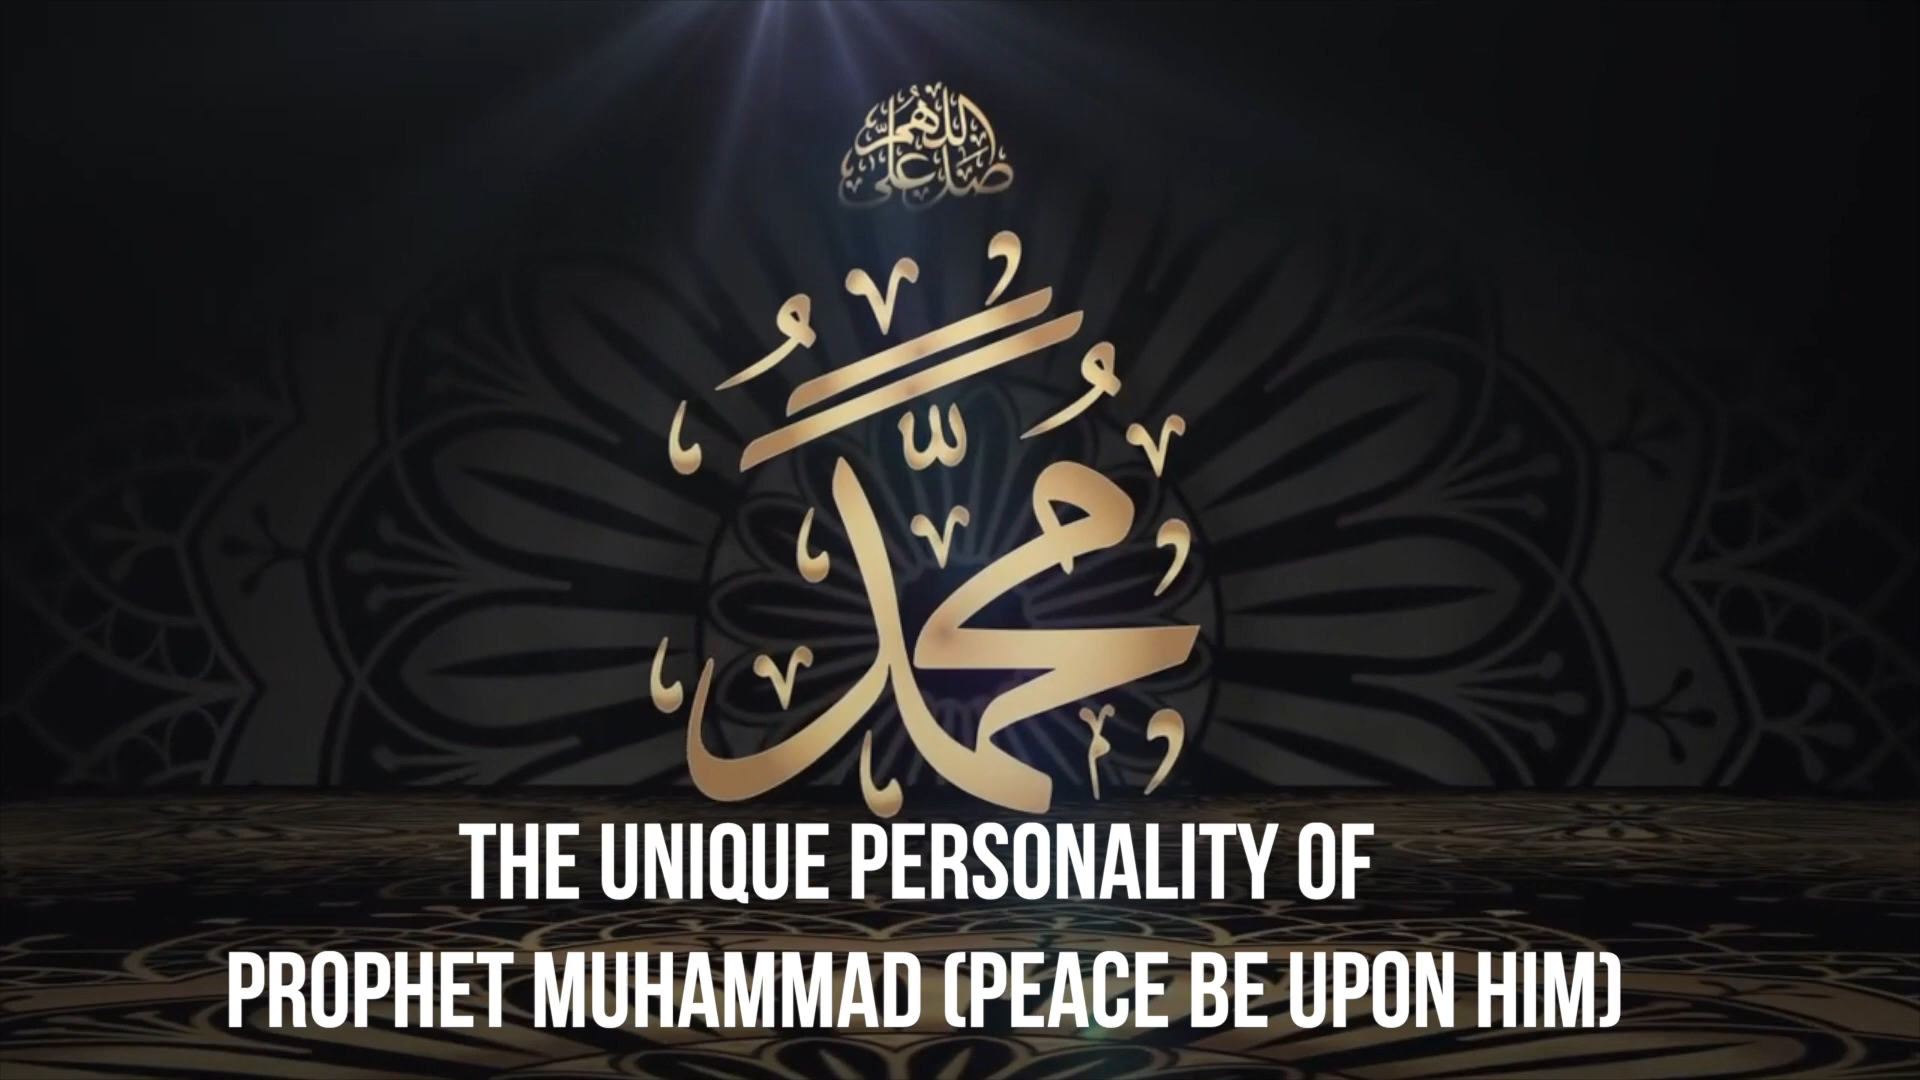 اللهم
صل على
محمد
THE UNIQUE PERSONALITY OF
PROPHET MUHAMMAD (PEACE BE UPON HIM)